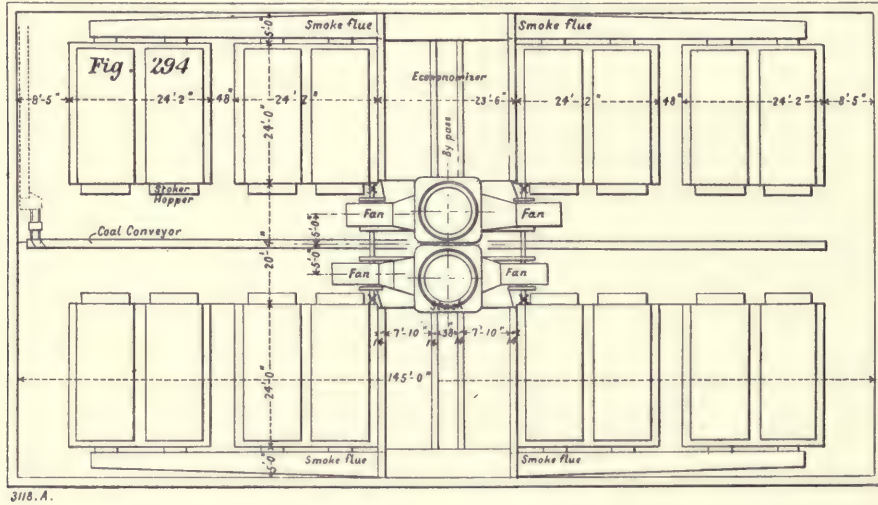 Smoke flue
Smoke flue
5'-0"
Fig. 294
Economizer
8'-5"
24'-2"
48"
24'-2"
23'-6"
24'-2"
48"
24'-2"
8'-5"
24'-0"
By pass
Stoker
Hopper
Fan
Fan
Coal Conveyor
5'-0"
20'-4"
5'-0"
Fan
Fan
Stack
14"
7'-10"
14"
38"
14"
7'-10"
14"
145'-0"
24'-0"
Smoke flue
Smoke flue
5'-0"
3118.A.